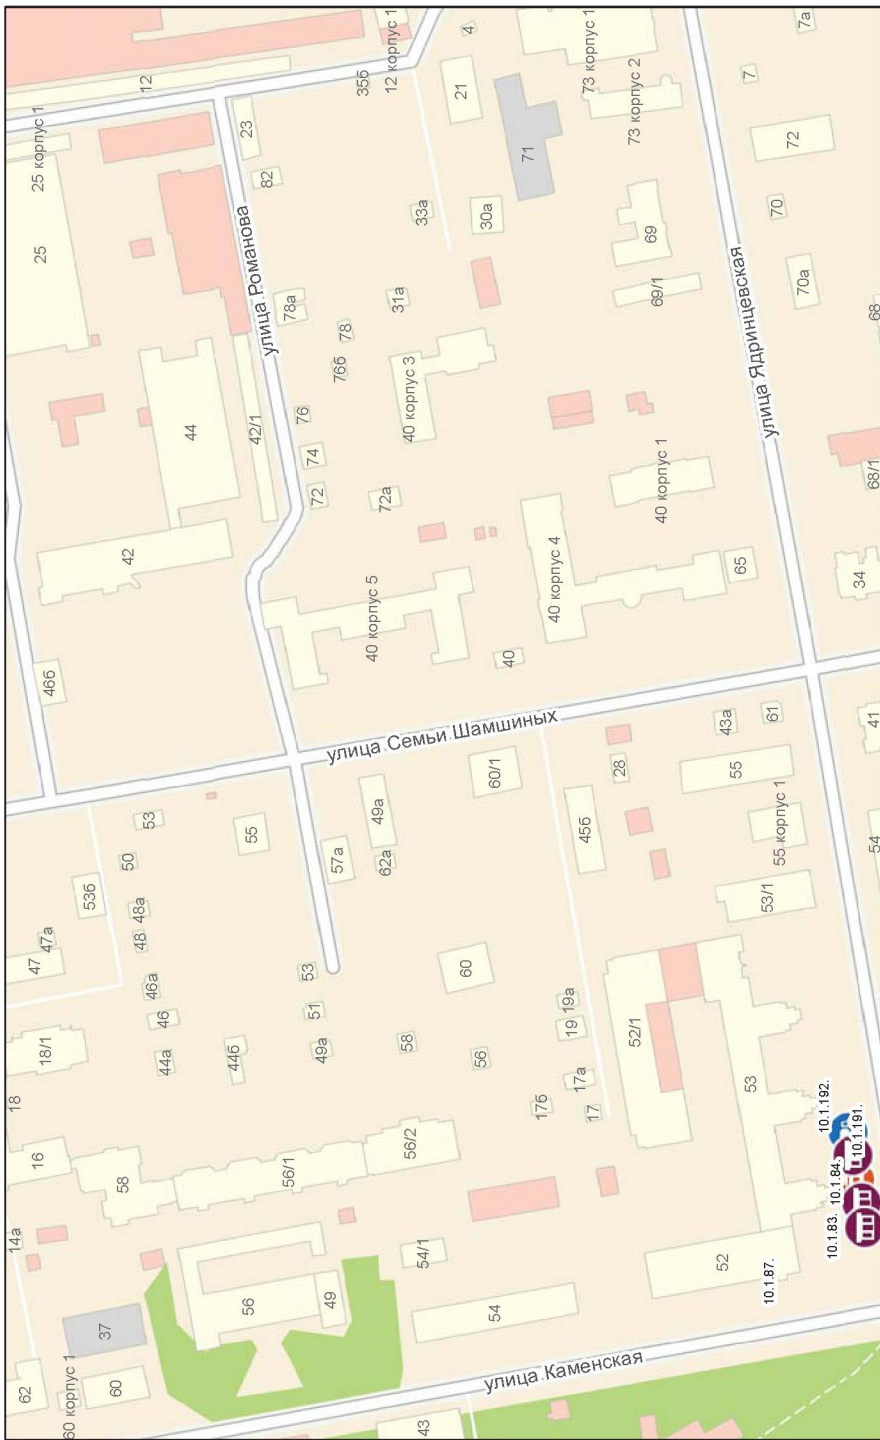 12
35б
12 корпус 1
4
21
73 корпус 1
73 корпус 2
7
7а
25 корпус 1
25
23
82
улица Романова
78а
33а
30а
71
69
69/1
72
70
70а
31а
78
76б
40 корпус 3
76
74
72
72а
44
42/1
42
68
68/1
улица Ядринцевская
40 корпус 1
40 корпус 4
40 корпус 5
65
34
40
46б
улица Семьи Шамшиных
43а
61
41
28
55
55 корпус 1
54
53/1
60/1
45б
49а
57а
62а
55
53
50
53б
48а
48
47а
47
46а
46
44а
44б
53
51
49а
60
58
56
19а
19
17а
17б
17
52/1
53
18/1
18
16
14а
58
56/1
56/2
54/1
54
52
56
49
37
60 корпус 1
60
62
43
улица Каменская
10.1.192.
10.1.191.
10.1.84.
10.1.83.
10.1.87.